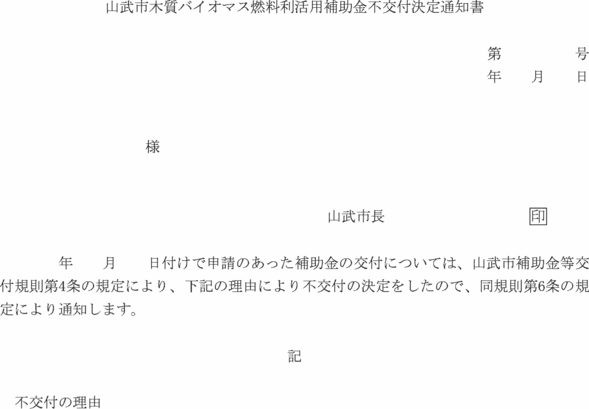 山武市木質バイオマス燃料利活用補助金不交付決定通知書
第　　　　　号
年　　月　　日
様
山武市長　　　　　　　　　　印
年　　月　　日付けで申請のあった補助金の交付については、山武市補助金等交
付規則第4条の規定により、下記の理由により不交付の決定をしたので、同規則第6条の規
定により通知します。
記
不交付の理由